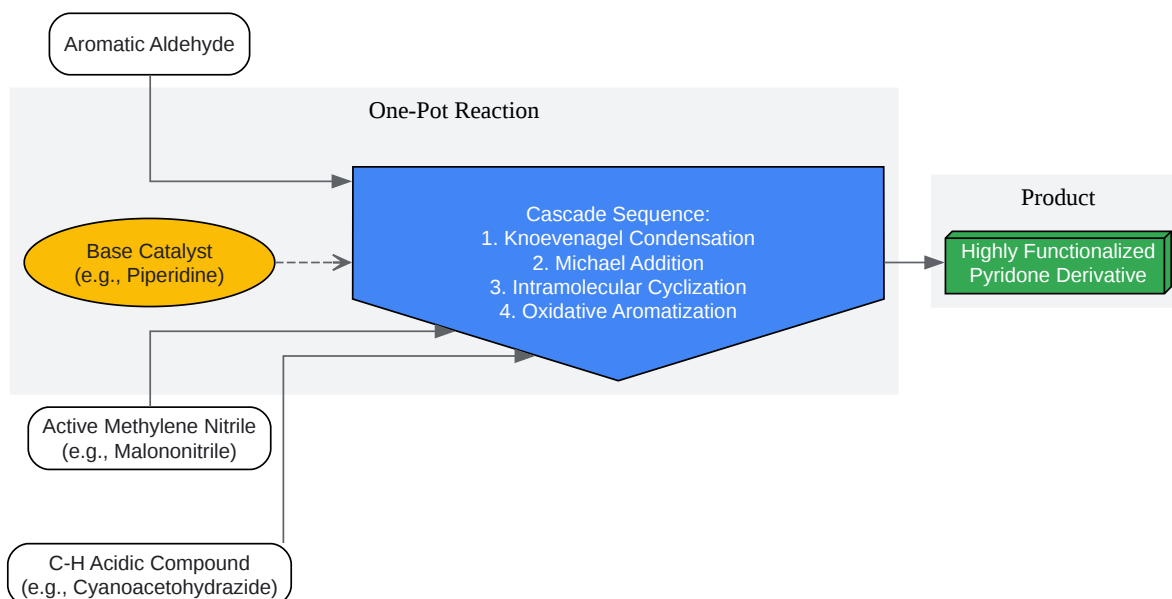 Aromatic Aldehyde
One-Pot Reaction
Base Catalyst
(e.g., Piperidine)
Cascade Sequence:
1. Knoevenagel Condensation
2. Michael Addition
3. Intramolecular Cyclization
4. Oxidative Aromatization
Product
Highly Functionalized
Pyridone Derivative
Active Methylene Nitrile
(e.g., Malononitrile)
C-H Acidic Compound
(e.g., Cyanoacetohydrazide)